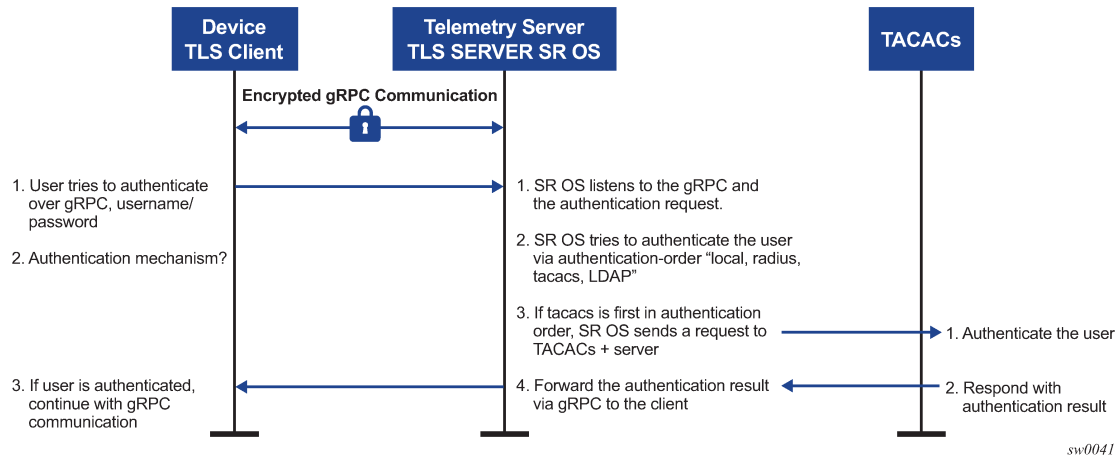 Device
TLS Client
Telemetry Server
TLS SERVER SR OS
TACACs
Encrypted gRPC Communication
1. User tries to authenticate
over gRPC, username/
password
2. Authentication mechanism?
3. If user is authenticated,
continue with gRPC
communication
1. SR OS listens to the gRPC and
the authentication request.
2. SR OS tries to authenticate the user
via authentication-order “local, radius,
tacacs, LDAP”
3. If tacacs is first in authentication
order, SR OS sends a request to
TACACs + server
4. Forward the authentication result
via gRPC to the client
1. Authenticate the user
2. Respond with
authentication result
sw0041